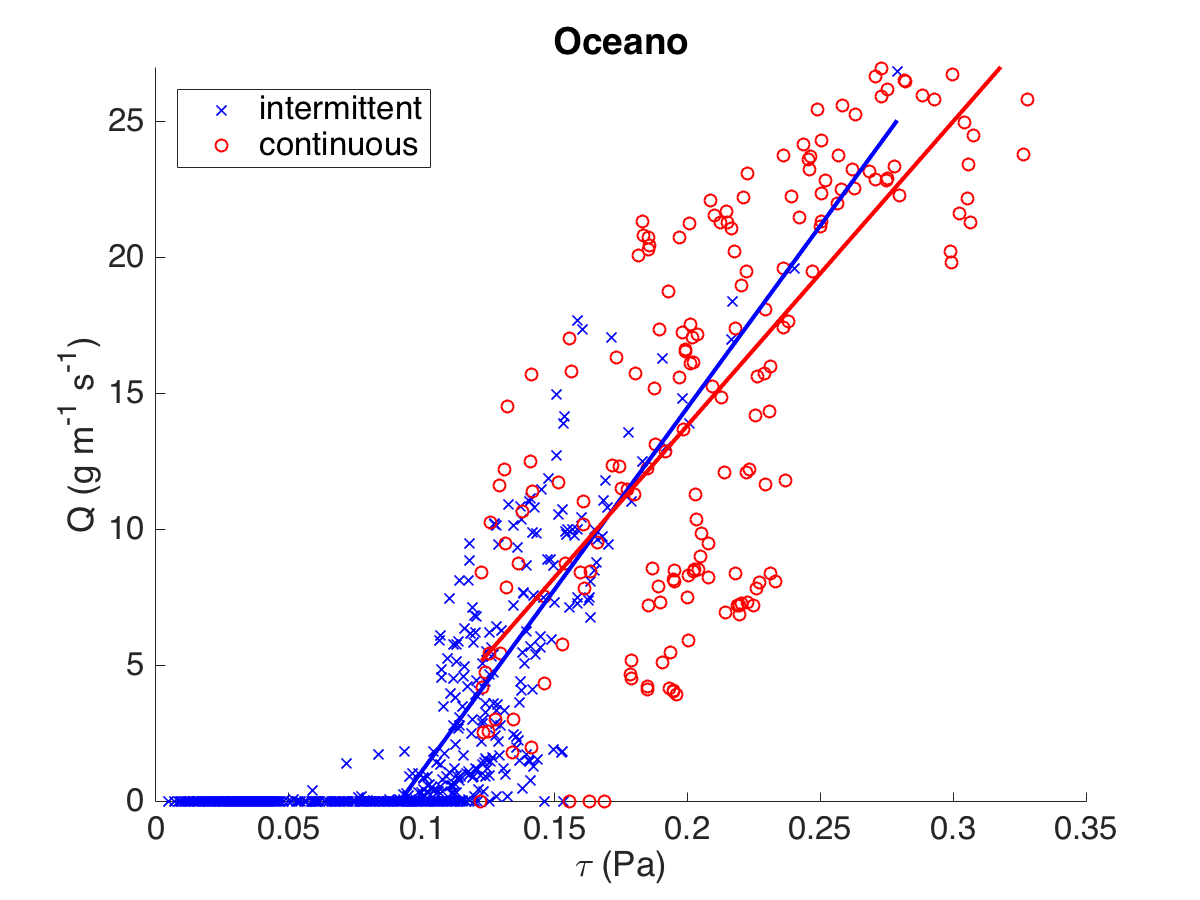 Oceano
intermittent
continuous
Q (g m⁻¹ s⁻¹)
25
20
15
10
5
0
0 0.05 0.1 0.15 0.2 0.25 0.3 0.35
τ (Pa)